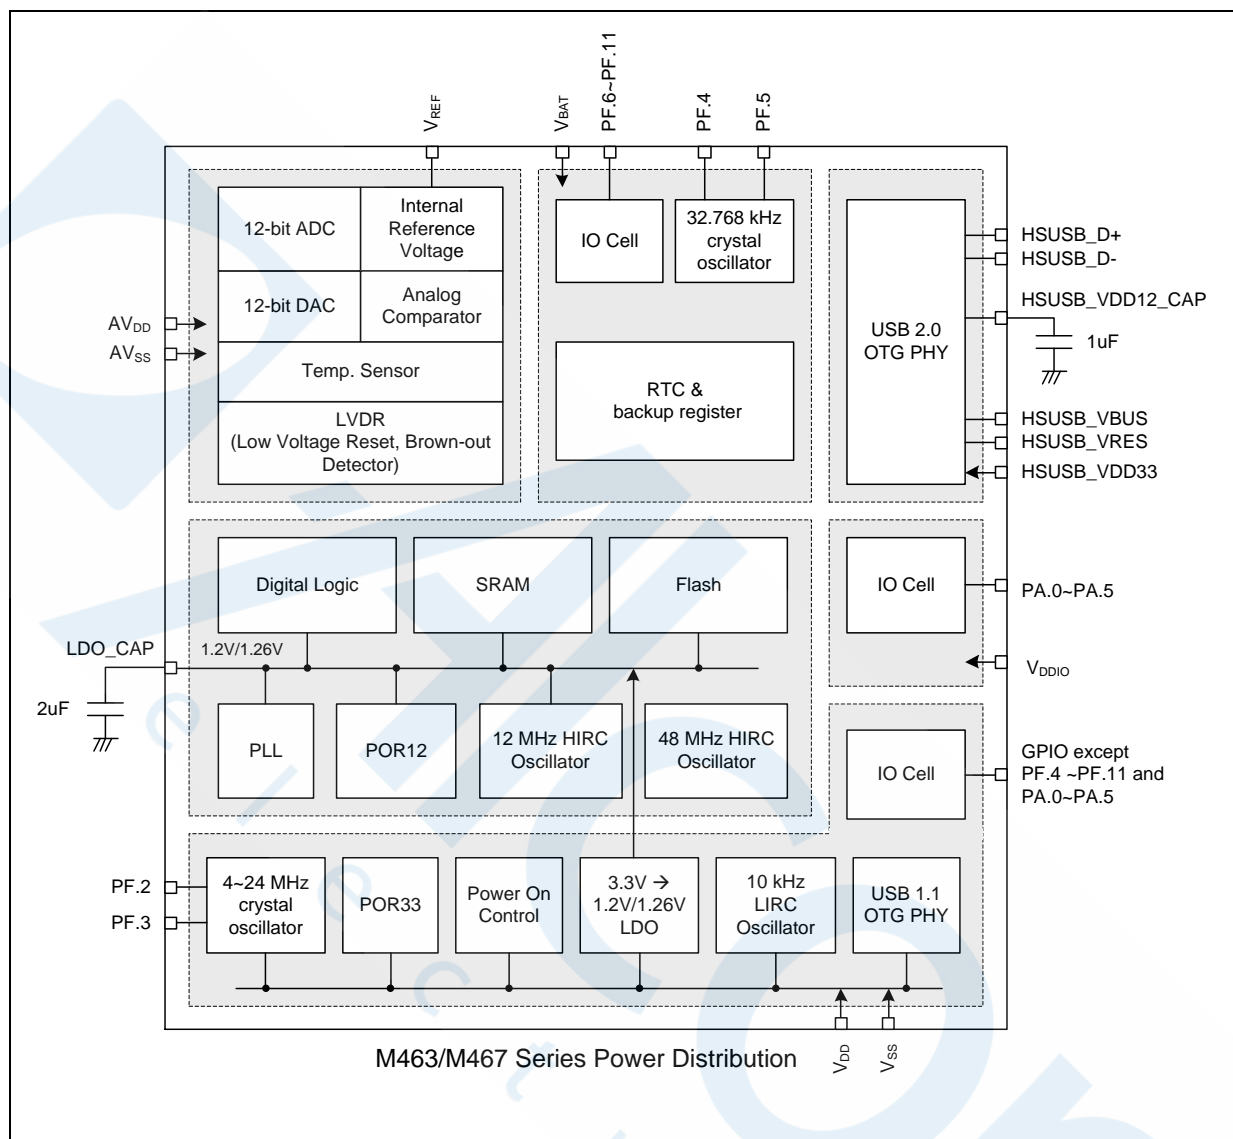 VREF
VBAT
PF.6~PF.11
PF.4
PF.5
12-bit ADC
Internal
Reference
Voltage
12-bit DAC
Analog
Comparator
Temp. Sensor
LVDR
(Low Voltage Reset, Brown-out
Detector)
AVDD
AVSS
IO Cell
32.768 kHz
crystal
oscillator
RTC &
backup register
USB 2.0
OTG PHY
HSUSB_D+
HSUSB_D-
HSUSB_VDD12_CAP
1uF
HSUSB_VBUS
HSUSB_VRES
HSUSB_VDD33
Digital Logic
SRAM
Flash
IO Cell
PA.0~PA.5
VDDIO
LDO_CAP
1.2V/1.26V
2uF
PLL
POR12
12 MHz HIRC
Oscillator
48 MHz HIRC
Oscillator
IO Cell
GPIO except
PF.4 ~PF.11 and
PA.0~PA.5
PF.2
PF.3
4~24 MHz
crystal
oscillator
POR33
Power On
Control
3.3V →
1.2V/1.26V
LDO
10 kHz
LIRC
Oscillator
USB 1.1
OTG PHY
VDD
VSS
M463/M467 Series Power Distribution